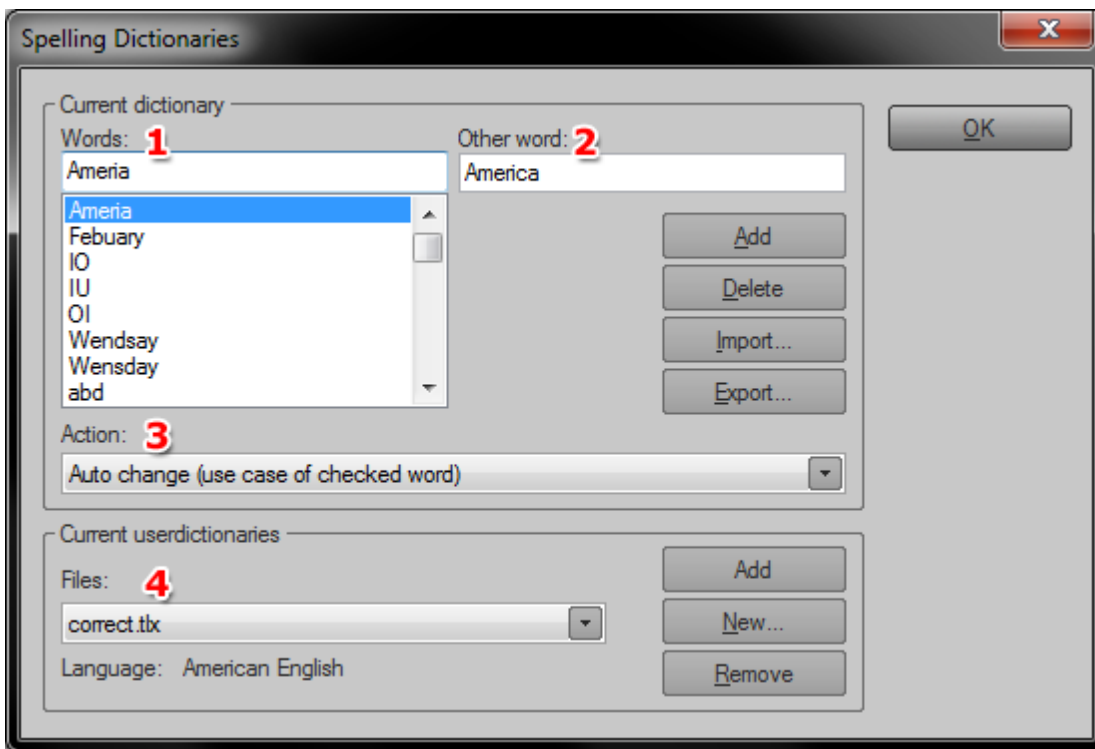 Spelling Dictionaries
X
Current dictionary
Words: 1 Other word: 2
OK
Ameria America
Ameria
Febuary
Add
IO
IU
Delete
OI
Wendsay
Import...
Wensday
abd
Export...
Action: 3
Auto change (use case of checked word)
Current userdictionaries
Add
Files: 4
correct.tlx
New...
Language: American English
Remove